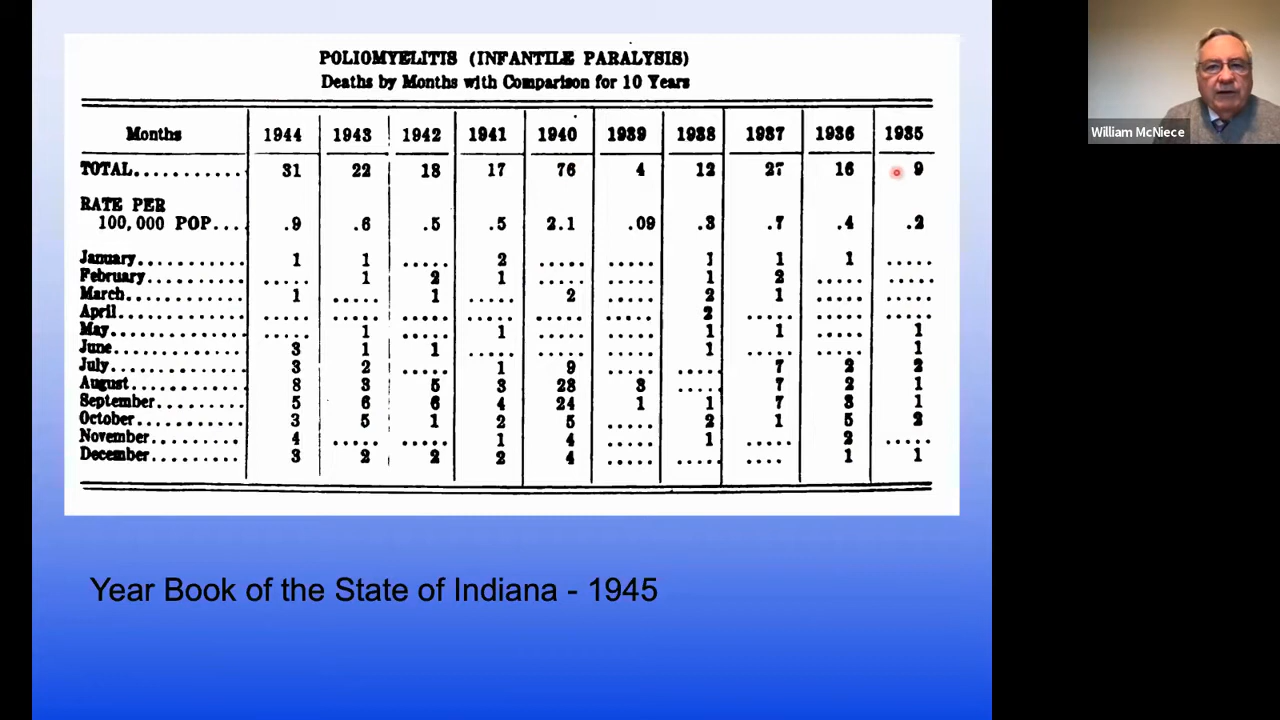 POLIOMYELITIS (INFANTILE PARALYSIS)
Deaths by Months with Comparison for 10 Years
Months 1944 1943 1942 1941 1940 1939 1938 1937 1936 1935
TOTAL........... 31 22 18 17 76 4 12 27 16 9
RATE PER
100,000 POP.... .9 .6 .5 .5 2.1 .09 .3 .7 .4 .2
January.............. 1 1 ..... 2 ..... ..... 1 1 1 .....
February............ ..... 1 2 1 ..... ..... 1 2 ..... .....
March............... 1 ..... 1 ..... 2 ..... 2 1 ..... .....
April................. ..... ..... ..... ..... ..... ..... 2 ..... ..... .....
May................. ..... 1 ..... 1 ..... ..... 1 1 ..... 1
June................. 3 1 1 ..... ..... ..... 1 ..... ..... 1
July.................. 3 2 ..... 1 9 ..... ..... 7 2 2
August.............. 8 3 5 3 28 3 ..... 7 2 1
September.......... 5 6 6 4 24 1 1 7 3 1
October............. 3 5 1 2 5 ..... 2 1 5 2
November.......... 4 ..... ..... 1 4 ..... 1 ..... 2 .....
December........... 3 2 2 2 4 ..... ..... .... 1 1
Year Book of the State of Indiana - 1945
William McNiece